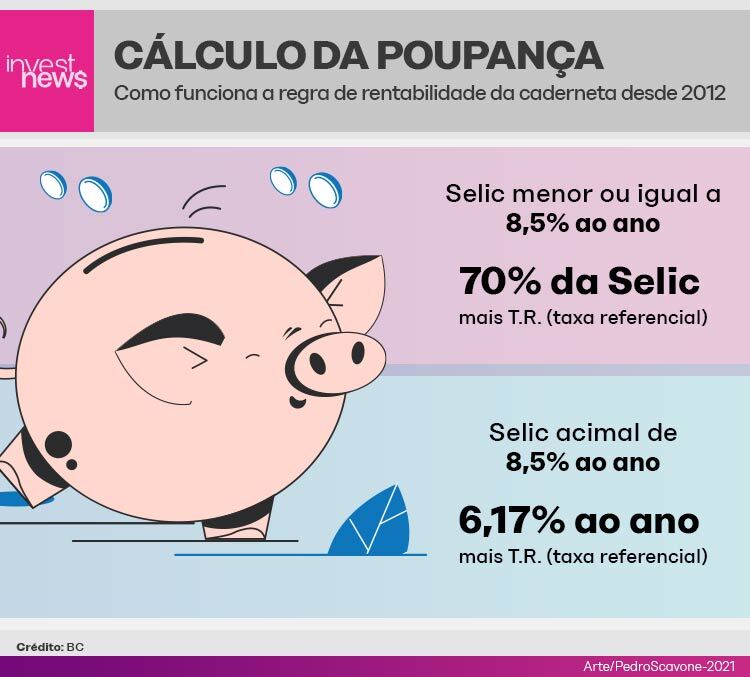 invest
new$
CÁLCULO DA POUPANÇA
Como funciona a regra de rentabilidade da caderneta desde 2012
Selic menor ou igual a
8,5% ao ano
70% da Selic
mais T.R. (taxa referencial)
Selic acimal de
8,5% ao ano
6,17% ao ano
mais T.R. (taxa referencial)
Crédito: BC
Arte/PedroScavone-2021